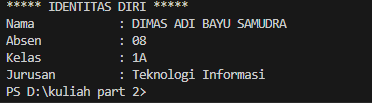 ***** IDENTITAS DIRI *****
Nama          : DIMAS ADI BAYU SAMUDRA
Absen         : 08
Kelas         : 1A
Jurusan       : Teknologi Informasi
PS D:\kuliah part 2>